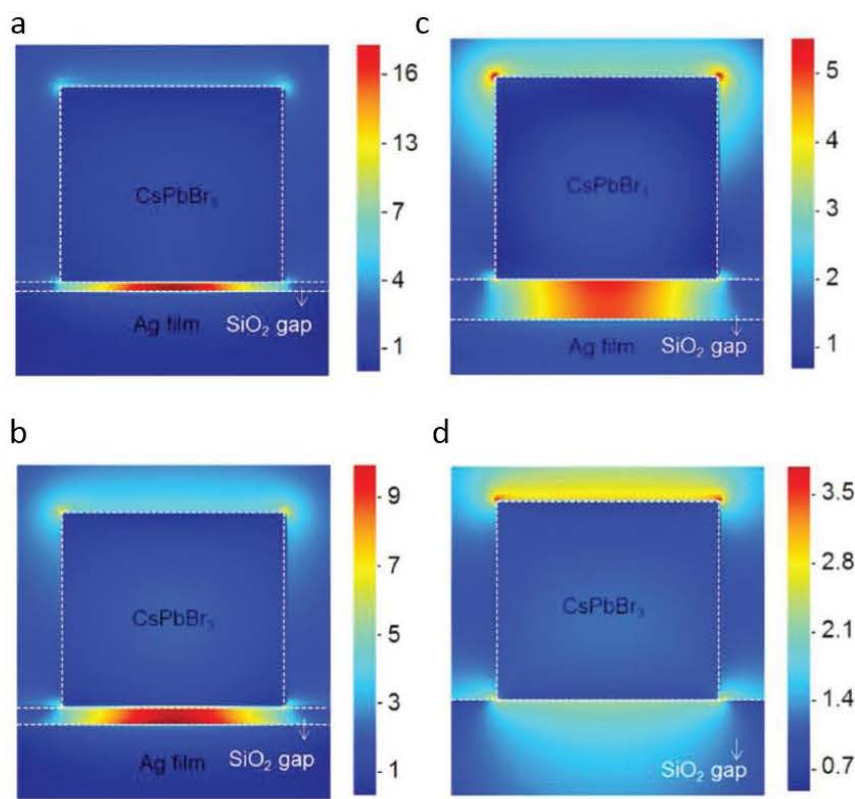 a
16
13
7
4
1
CsPbBr₃
Ag film
SiO₂ gap
c
5
4
3
2
1
CsPbBr₃
Ag film
SiO₂ gap
b
9
7
5
3
1
CsPbBr₃
Ag film
SiO₂ gap
d
3.5
2.8
2.1
1.4
0.7
CsPbBr₃
SiO₂ gap